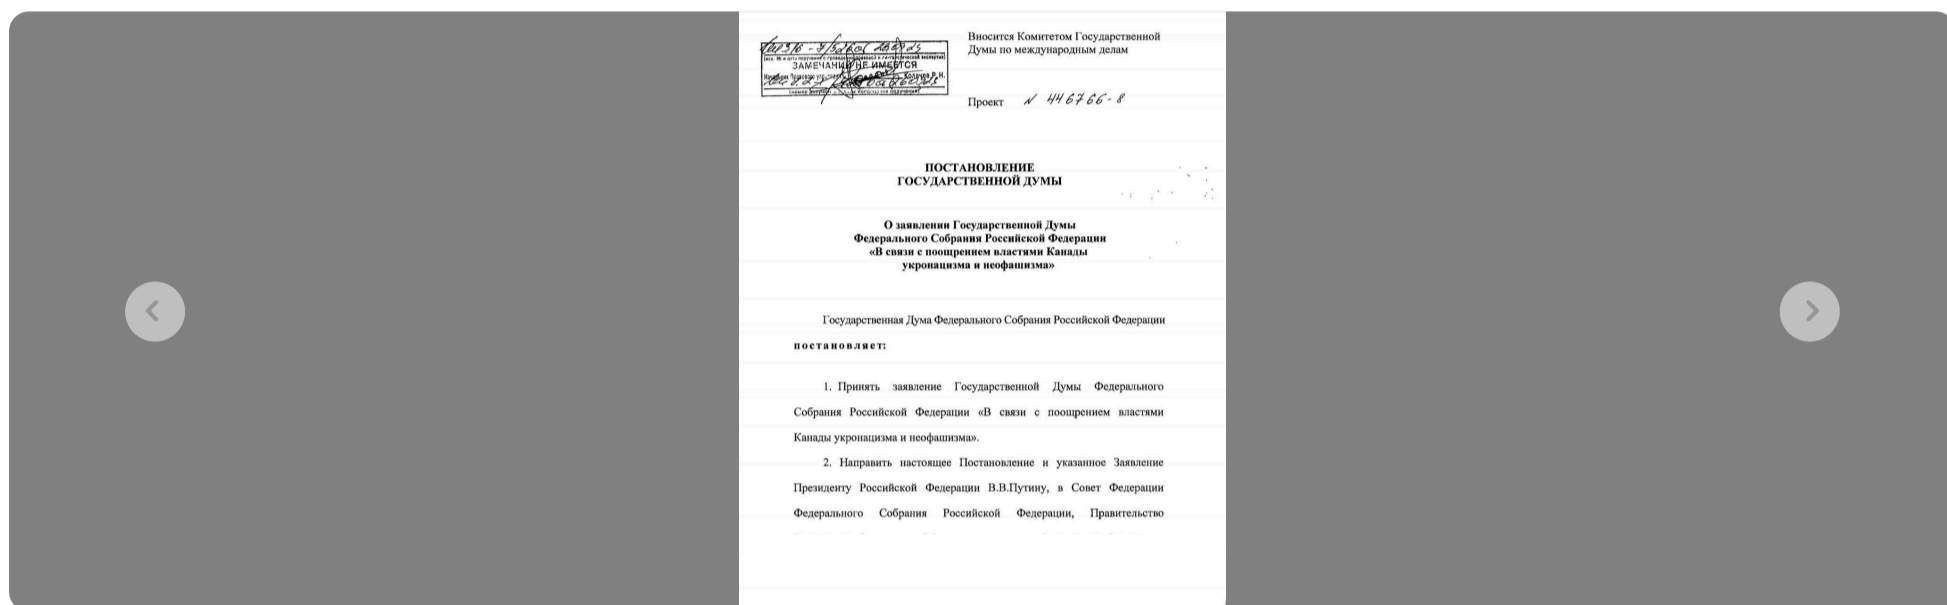 Вносится Комитетом Государственной
Думы по международным делам
ЗАМЕЧАНИЙ НЕ ИМЕЕТСЯ
Проект N 446766-8
ПОСТАНОВЛЕНИЕ
ГОСУДАРСТВЕННОЙ ДУМЫ
О заявлении Государственной Думы
Федерального Собрания Российской Федерации
«В связи с поощрением властями Канады
укронацизма и неофашизма»
Государственная Дума Федерального Собрания Российской Федерации
постановляет:
1. Принять заявление Государственной Думы Федерального
Собрания Российской Федерации «В связи с поощрением властями
Канады укронацизма и неофашизма».
2. Направить настоящее Постановление и указанное Заявление
Президенту Российской Федерации В.В.Путину, в Совет Федерации
Федерального Собрания Российской Федерации, Правительство